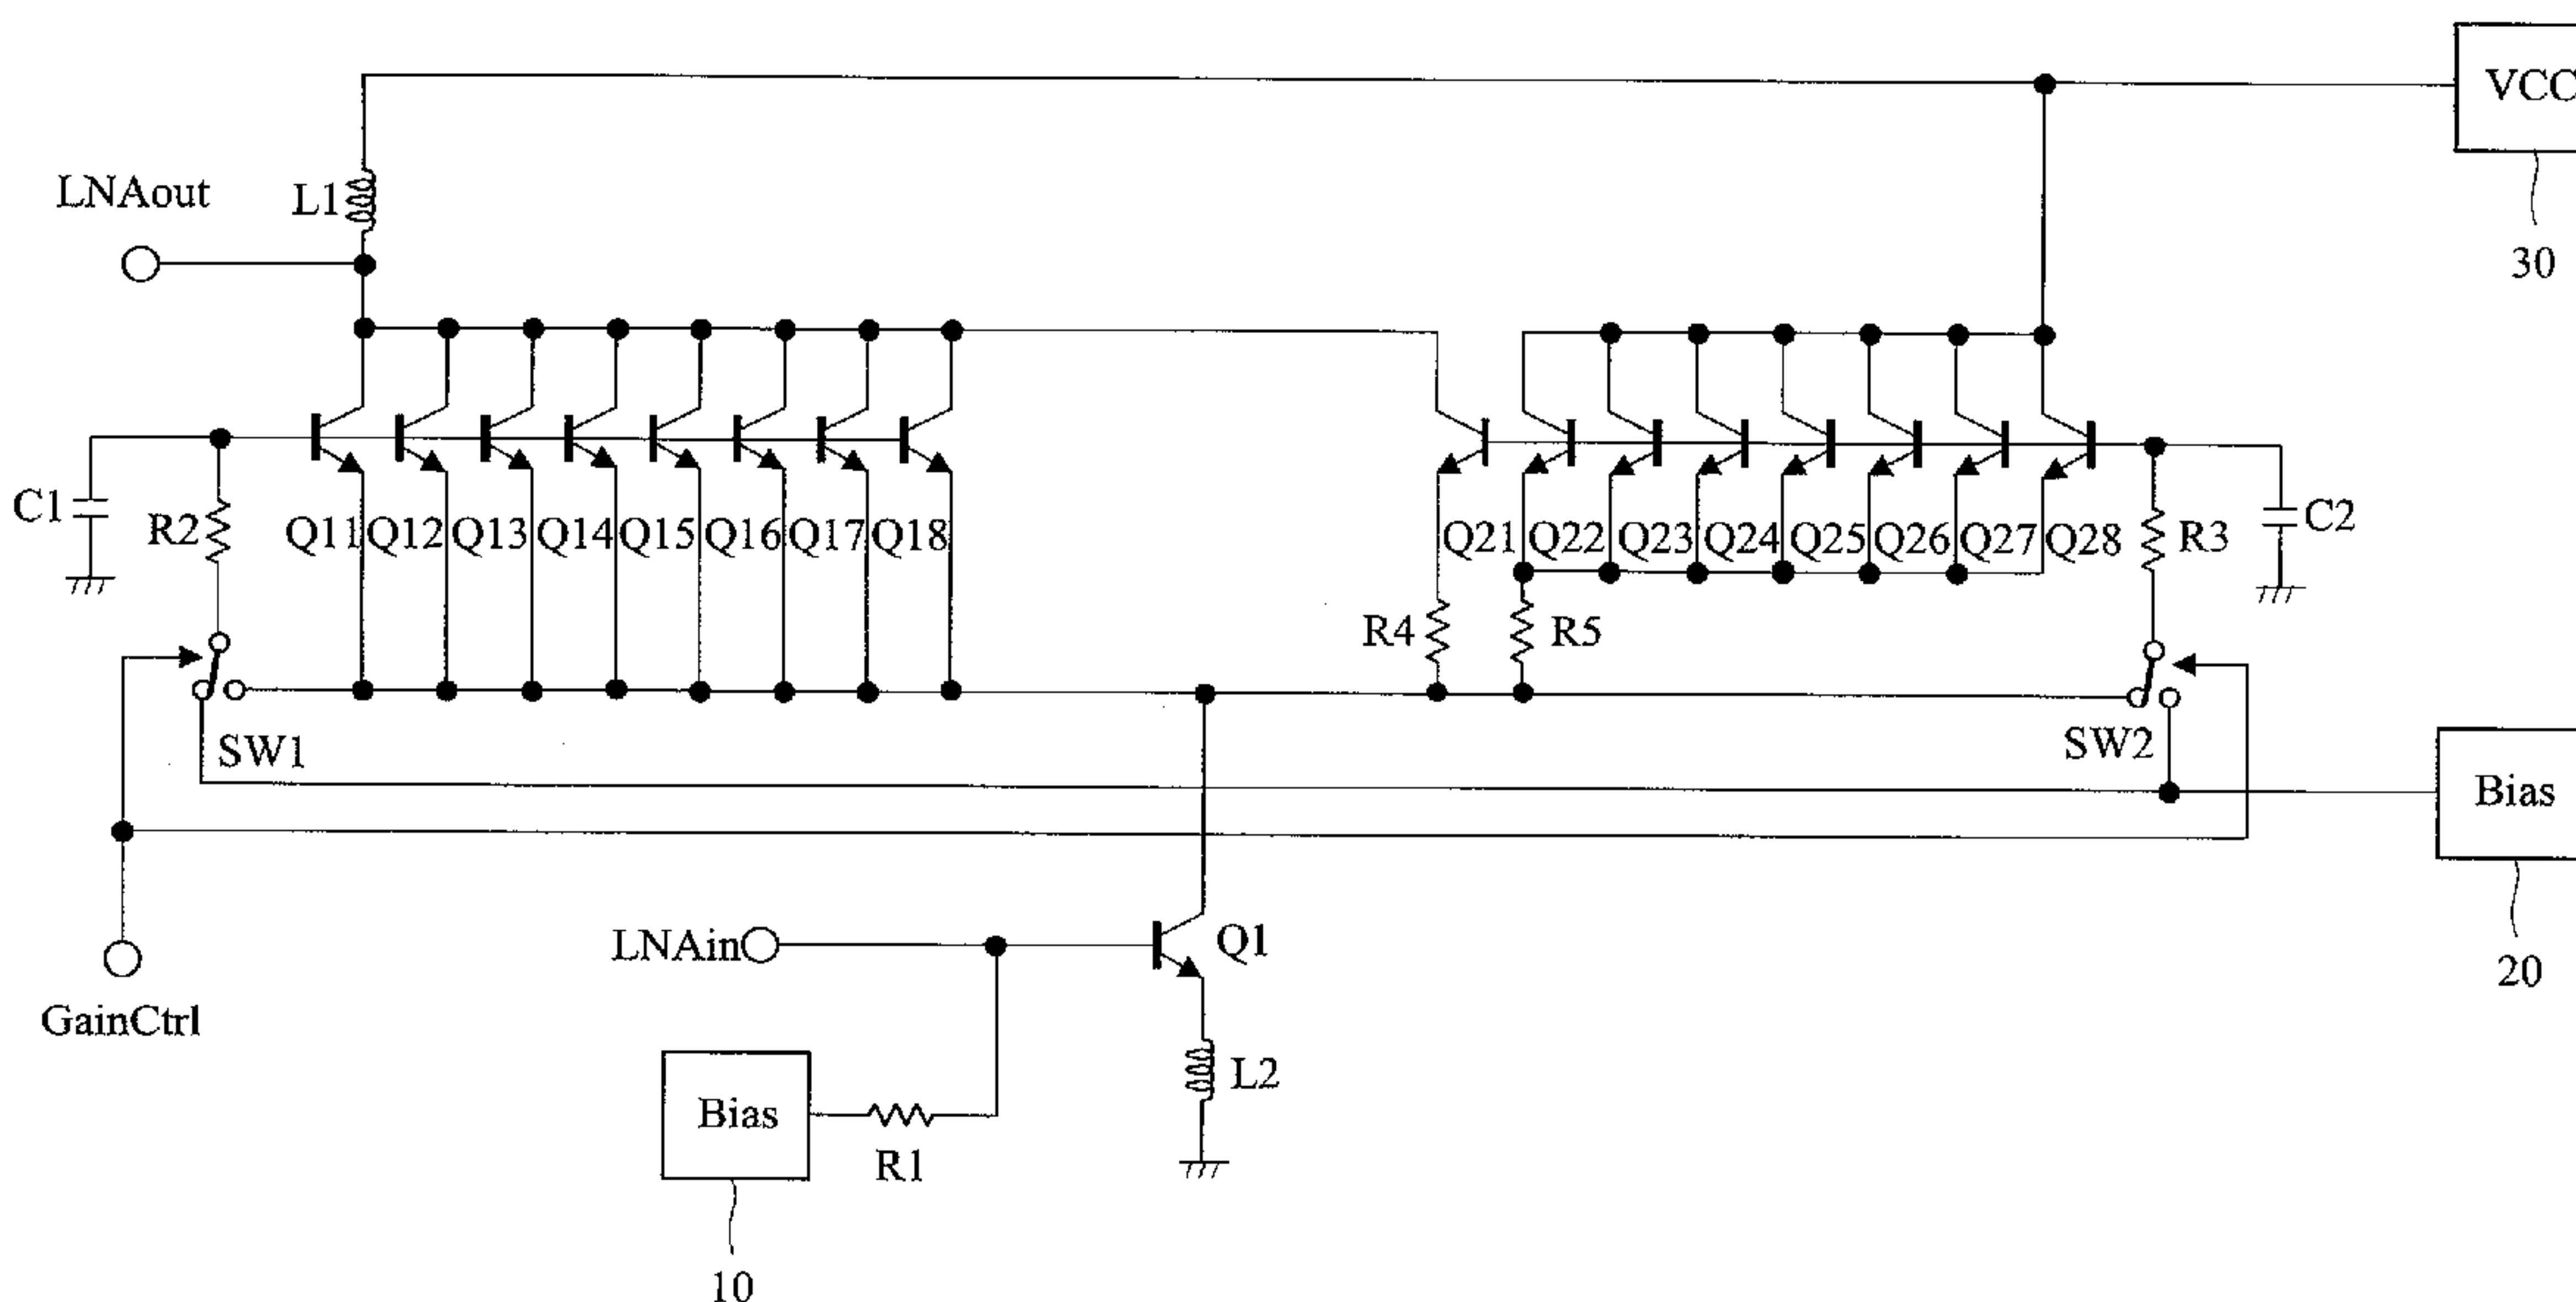 VCC
30
LNAout
L1
C1
R2
Q11
Q12
Q13
Q14
Q15
Q16
Q17
Q18
Q21
Q22
Q23
Q24
Q25
Q26
Q27
Q28
R3
C2
R4
R5
SW1
SW2
Bias
20
GainCtrl
LNAin
Q1
L2
Bias
R1
10